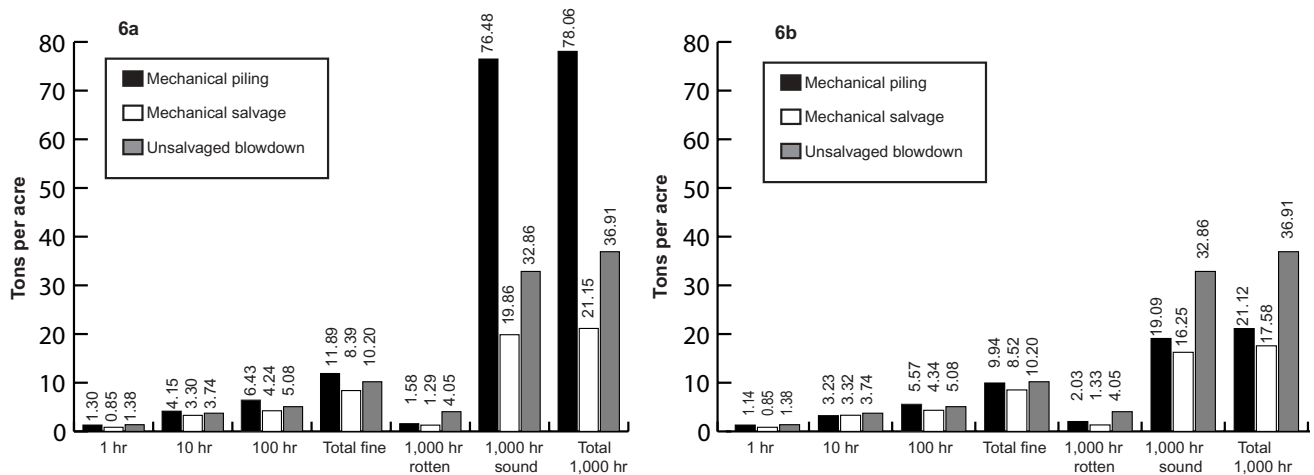 6a
Mechanical piling
Mechanical salvage
Unsalvaged blowdown
Tons per acre
80
70
60
50
40
30
20
10
0
1.30
0.85
1.38
4.15
3.30
3.74
6.43
4.24
5.08
11.89
8.39
10.20
1.58
1.29
4.05
76.48
19.86
32.86
78.06
21.15
36.91
1 hr
10 hr
100 hr
Total fine
1,000 hr
rotten
1,000 hr
sound
Total
1,000 hr
6b
Mechanical piling
Mechanical salvage
Unsalvaged blowdown
Tons per acre
80
70
60
50
40
30
20
10
0
1.14
0.85
1.38
3.23
3.32
3.74
5.57
4.34
5.08
9.94
8.52
10.20
2.03
1.33
4.05
19.09
16.25
32.86
21.12
17.58
36.91
1 hr
10 hr
100 hr
Total fine
1,000 hr
rotten
1,000 hr
sound
Total
1,000 hr